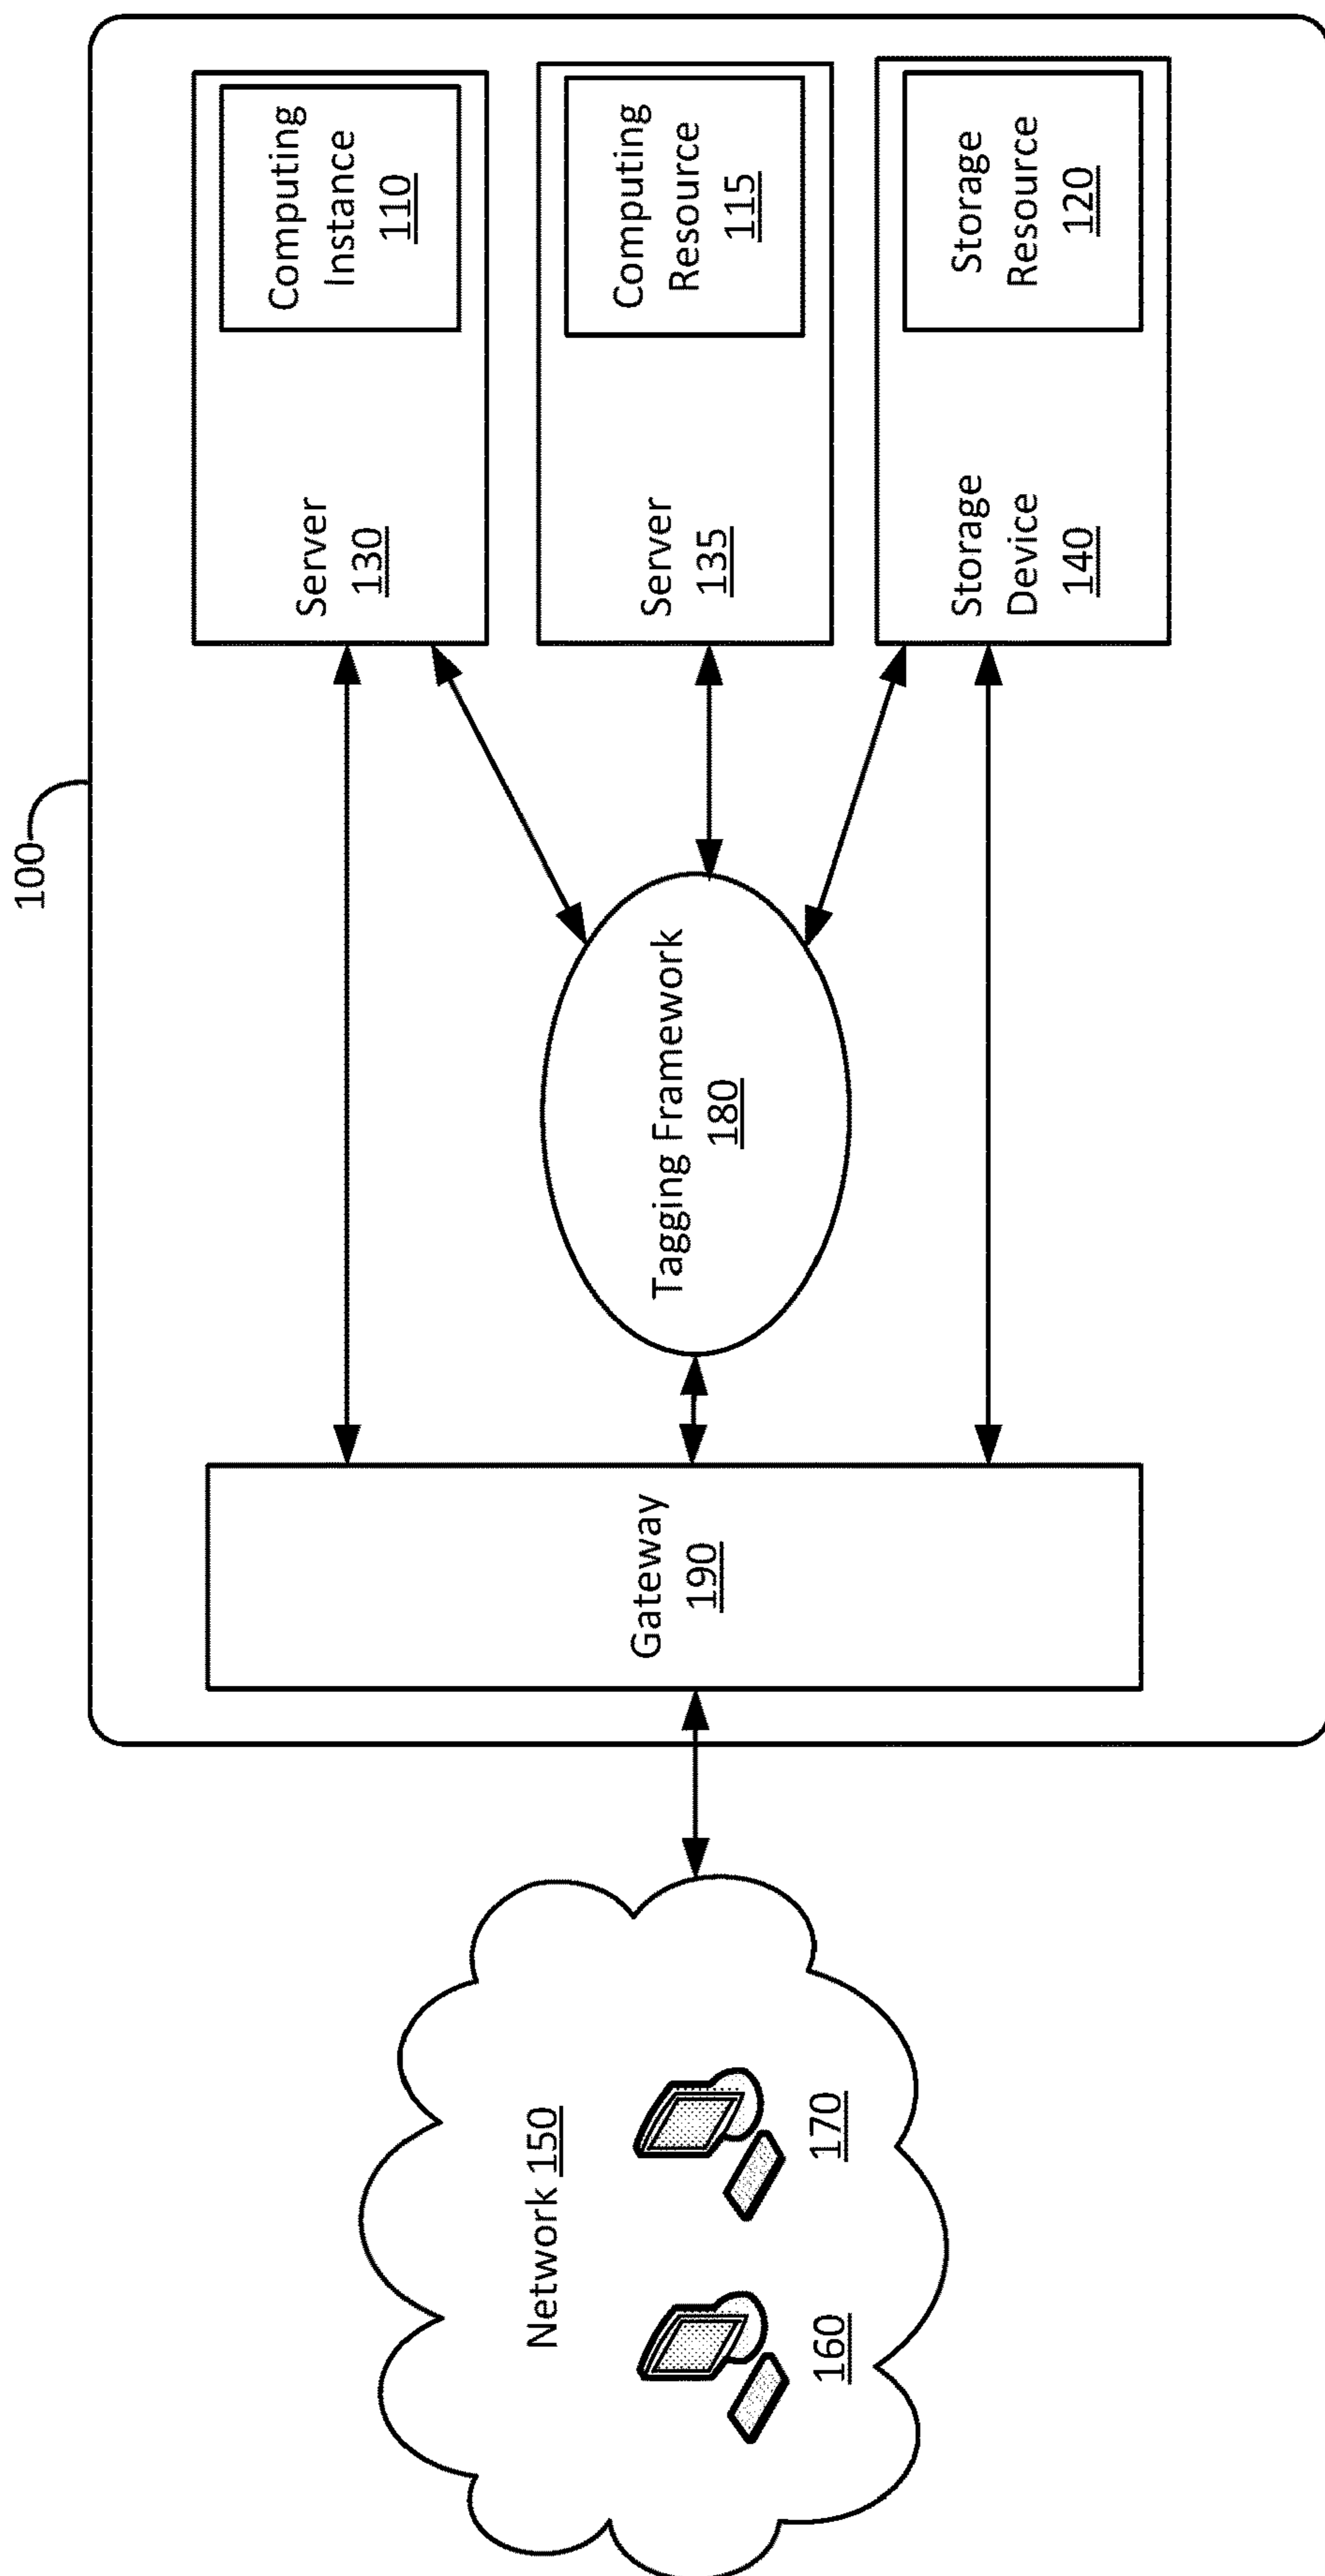 100
Network 150
160
170
Gateway
190
Tagging Framework
180
Server
130
Computing
Instance
110
Server
135
Computing
Resource
115
Storage
Device
140
Storage
Resource
120